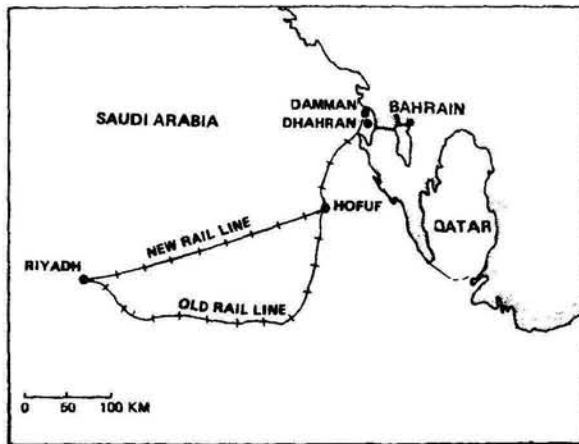 DAMMAN
BAHRAIN
SAUDI ARABIA
DHAHRAN
HOFUF
NEW RAIL LINE
QATAR
RIYADH
OLD RAIL LINE
0 50 100 KM